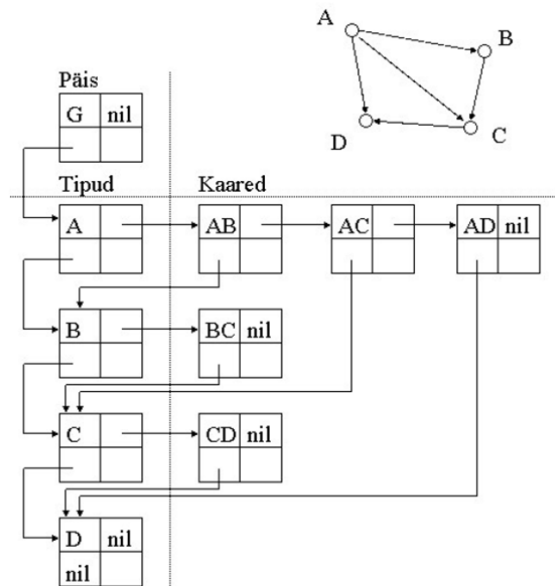 A
B
D
C
Päis
G nil
Tipud Kaared
A AB AC AD nil
B BC nil
C CD nil
D nil
nil